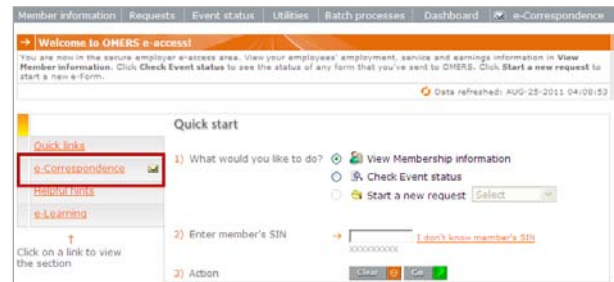 Member information Requests Event status Utilities Batch processes Dashboard e-Correspondence
Welcome to OMERS e-access!
You are now in the secure employer e-access area. View your employees' employment, service and earnings information in View
Member information. Click Check Event status to see the status of any form that you've sent to OMERS. Click Start a new request to
start a new e-Form.
Data refreshed: AUG-25-2011 04:08:53
Quick start
Quick links
e-Correspondence
Helpful hints
e-Learning
Click on a link to view
the section
1) What would you like to do? View Membership information
Check Event status
Start a new request Select
2) Enter member's SIN I don't know member's SIN
XXXXXXXXX
3) Action Clear Go